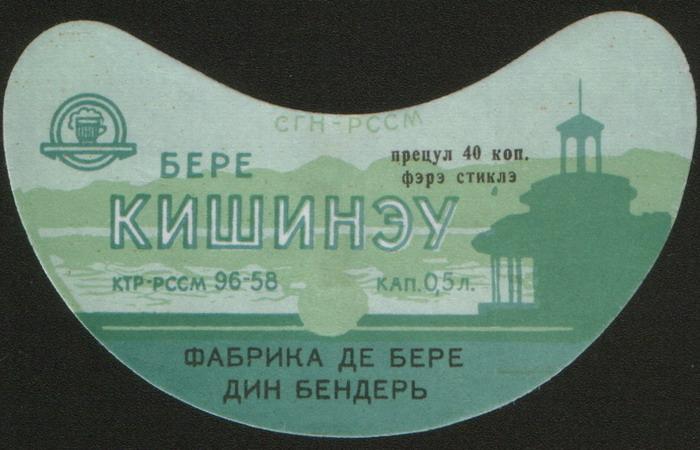 СГН-РССМ
БЕРЕ
прецул 40 коп.
фэрэ стиклэ
КИШИНЭУ
КТР-РССМ 96-58
КАП. 0,5 л.
ФАБРИКА ДЕ БЕРЕ
ДИН БЕНДЕРЬ